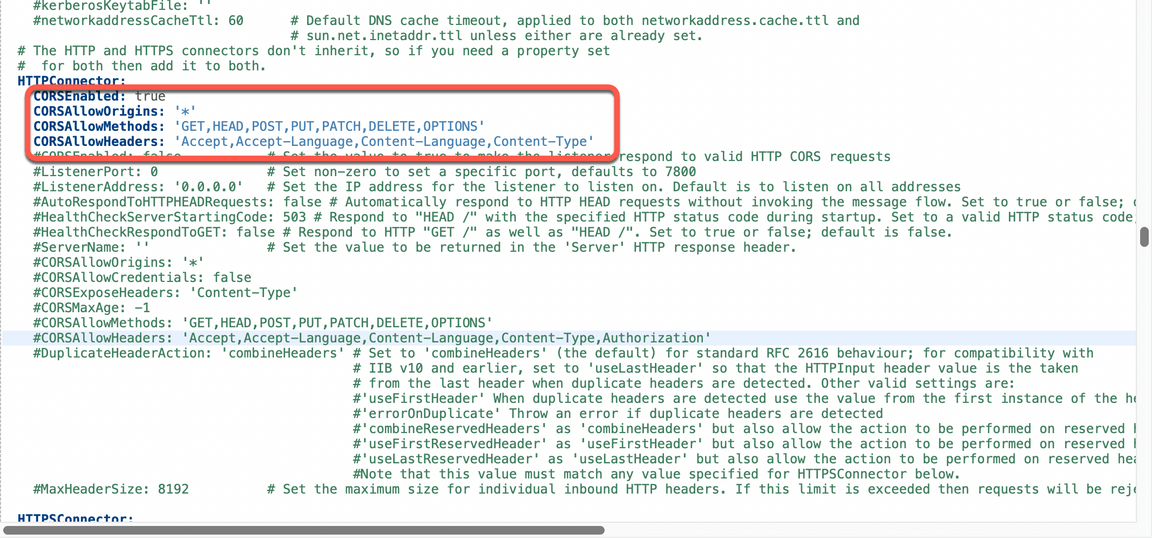 #kerberosKeytabFile: ''
#networkaddressCacheTtl: 60      # Default DNS cache timeout, applied to both networkaddress.cache.ttl and
# sun.net.inetaddr.ttl unless either are already set.
# The HTTP and HTTPS connectors don't inherit, so if you need a property set
#  for both then add it to both.
HTTPConnector:
CORSEnabled: true
CORSAllowOrigins: '*'
CORSAllowMethods: 'GET,HEAD,POST,PUT,PATCH,DELETE,OPTIONS'
CORSAllowHeaders: 'Accept,Accept-Language,Content-Language,Content-Type'
#CORSEnabled: false           # Set the value to true to make the listener respond to valid HTTP CORS requests
#ListenerPort: 0              # Set non-zero to set a specific port, defaults to 7800
#ListenerAddress: '0.0.0.0'   # Set the IP address for the listener to listen on. Default is to listen on all addresses
#AutoRespondToHTTPHEADRequests: false # Automatically respond to HTTP HEAD requests without invoking the message flow. Set to true or false;
#HealthCheckServerStartingCode: 503 # Respond to "HEAD /" with the specified HTTP status code during startup. Set to a valid HTTP status code
#HealthCheckRespondToGET: false # Respond to HTTP "GET /" as well as "HEAD /". Set to true or false; default is false.
#ServerName: ''               # Set the value to be returned in the 'Server' HTTP response header.
#CORSAllowOrigins: '*'
#CORSAllowCredentials: false
#CORSExposeHeaders: 'Content-Type'
#CORSMaxAge: -1
#CORSAllowMethods: 'GET,HEAD,POST,PUT,PATCH,DELETE,OPTIONS'
#CORSAllowHeaders: 'Accept,Accept-Language,Content-Language,Content-Type,Authorization'
#DuplicateHeaderAction: 'combineHeaders' # Set to 'combineHeaders' (the default) for standard RFC 2616 behaviour; for compatibility with
# IIB v10 and earlier, set to 'useLastHeader' so that the HTTPInput header value is the taken
# from the last header when duplicate headers are detected. Other valid settings are:
#'useFirstHeader' When duplicate headers are detected use the value from the first instance of the
#'errorOnDuplicate' Throw an error if duplicate headers are detected
#'combineReservedHeader' as 'combineHeaders' but also allow the action to be performed on reserved
#'useFirstReservedHeader' as 'useFirstHeader' but also allow the action to be performed on reserved
#'useLastReservedHeader' as 'useLastHeader' but also allow the action to be performed on reserved
#Note that this value must match any value specified for HTTPSConnector below.
#MaxHeaderSize: 8192          # Set the maximum size for individual inbound HTTP headers. If this limit is exceeded then requests will be
HTTPSConnector: